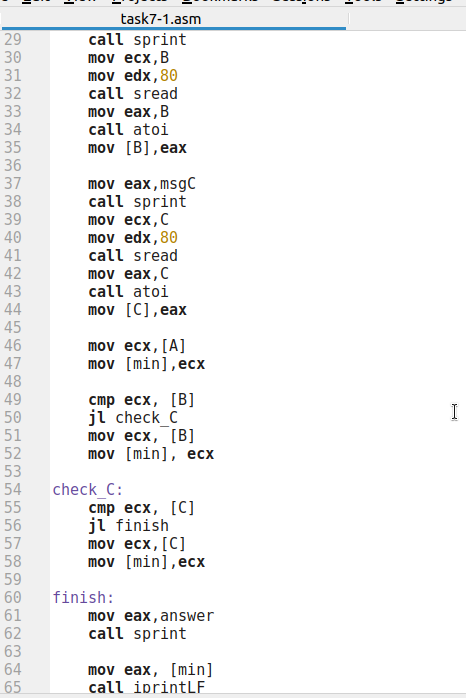 task7-1.asm
29 call sprint
30 mov ecx,B
31 mov edx,80
32 call sread
33 mov eax,B
34 call atoi
35 mov [B],eax
36
37 mov eax,msgC
38 call sprint
39 mov ecx,C
40 mov edx,80
41 call sread
42 mov eax,C
43 call atoi
44 mov [C],eax
45
46 mov ecx,[A]
47 mov [min],ecx
48
49 cmp ecx, [B]
50 jl check_C
51 mov ecx, [B]
52 mov [min], ecx
53
54 check_C:
55 cmp ecx, [C]
56 jl finish
57 mov ecx,[C]
58 mov [min],ecx
59
60 finish:
61 mov eax,answer
62 call sprint
63
64 mov eax, [min]
65 call iprintLF